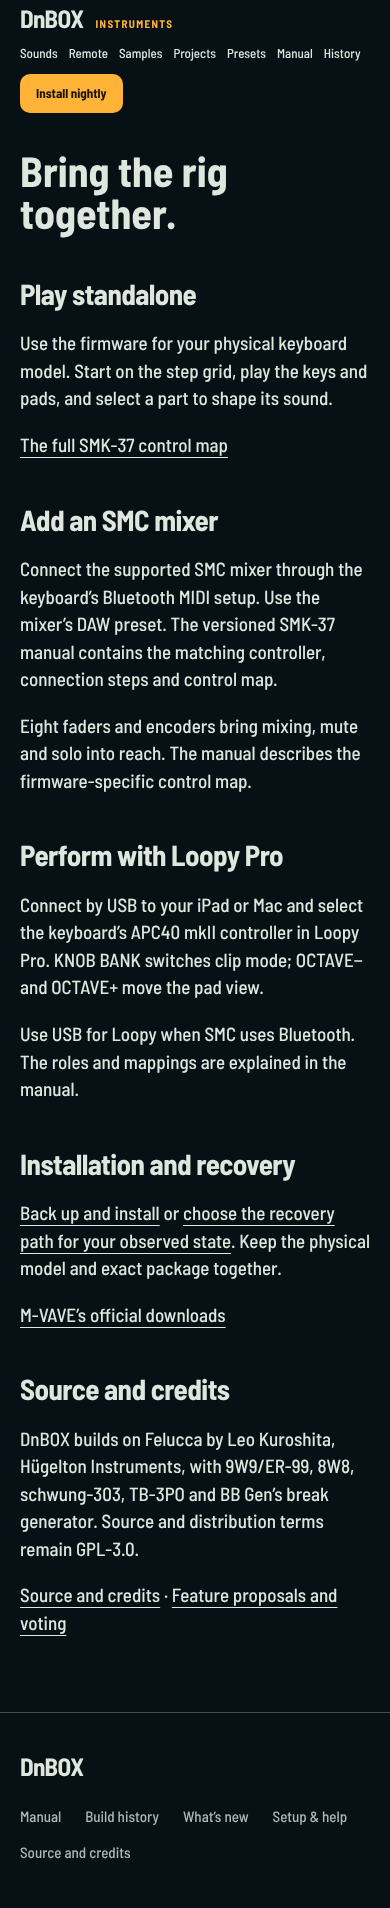 DnBOX INSTRUMENTS
Sounds Remote Samples Projects Presets Manual History
Install nightly
Bring the rig
together.
Play standalone
Use the firmware for your physical keyboard
model. Start on the step grid, play the keys and
pads, and select a part to shape its sound.
The full SMK-37 control map
Add an SMC mixer
Connect the supported SMC mixer through the
keyboard’s Bluetooth MIDI setup. Use the
mixer’s DAW preset. The versioned SMK-37
manual contains the matching controller,
connection steps and control map.
Eight faders and encoders bring mixing, mute
and solo into reach. The manual describes the
firmware-specific control map.
Perform with Loopy Pro
Connect by USB to your iPad or Mac and select
the keyboard’s APC40 mkII controller in Loopy
Pro. KNOB BANK switches clip mode; OCTAVE−
and OCTAVE+ move the pad view.
Use USB for Loopy when SMC uses Bluetooth.
The roles and mappings are explained in the
manual.
Installation and recovery
Back up and install or choose the recovery
path for your observed state. Keep the physical
model and exact package together.
M-VAVE’s official downloads
Source and credits
DnBOX builds on Felucca by Leo Kuroshita,
Hügelton Instruments, with 9W9/ER-99, 8W8,
schwung-303, TB-3PO and BB Gen’s break
generator. Source and distribution terms
remain GPL-3.0.
Source and credits · Feature proposals and
voting
DnBOX
Manual Build history What’s new Setup & help
Source and credits